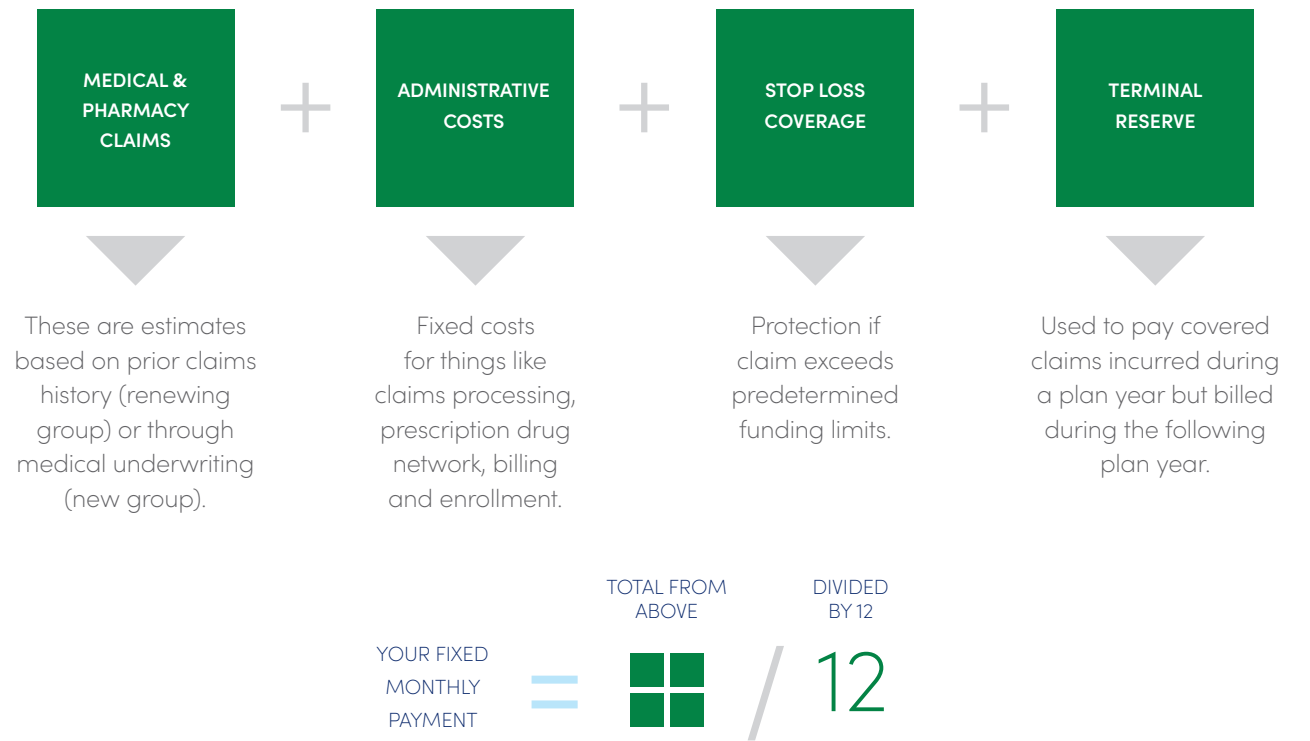 MEDICAL &
PHARMACY
CLAIMS
+
ADMINISTRATIVE
COSTS
+
STOP LOSS
COVERAGE
+
TERMINAL
RESERVE
These are estimates
based on prior claims
history (renewing
group) or through
medical underwriting
(new group).
Fixed costs
for things like
claims processing,
prescription drug
network, billing
and enrollment.
Protection if
claim exceeds
predetermined
funding limits.
Used to pay covered
claims incurred during
a plan year but billed
during the following
plan year.
YOUR FIXED
MONTHLY
PAYMENT
=
TOTAL FROM
ABOVE
/
DIVIDED
BY 12
12